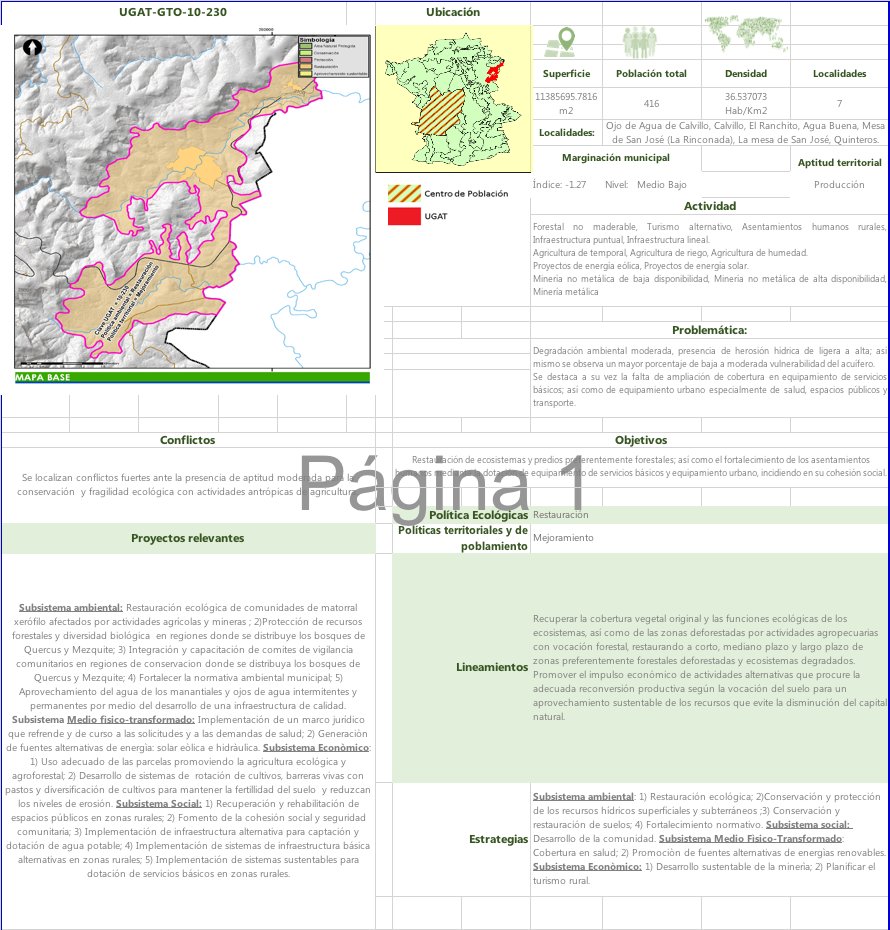 UGAT-GTO-10-230
Ubicación
Simbología
Área Natural Protegida
Conservación
Protección
Restauración
Aprovechamiento sustentable
Clave UGAT = 10-230
Política ambiental = Restauración
Política territorial = Mejoramiento
MAPA BASE
Centro de Población
UGAT
Superficie
Población total
Densidad
Localidades
11385695.7816
m2
416
36.537073
Hab/Km2
7
Localidades:
Ojo de Agua de Calvillo, Calvillo, El Ranchito, Agua Buena, Mesa
de San José (La Rinconada), La mesa de San José, Quinteros.
Marginación municipal
Aptitud territorial
Índice: -1.27 Nivel: Medio Bajo
Producción
Actividad
Forestal no maderable, Turismo alternativo, Asentamientos humanos rurales,
Infraestructura puntual, Infraestructura lineal.
Agricultura de temporal, Agricultura de riego, Agricultura de humedad.
Proyectos de energía eólica, Proyectos de energia solar.
Minería no metálica de baja disponibilidad, Minería no metálica de alta disponibilidad,
Minería metálica
Problemática:
Degradación ambiental moderada, presencia de herosión hídrica de ligera a alta; así
mismo se observa un mayor porcentaje de baja a moderada vulnerabilidad del acuífero.
Se destaca a su vez la falta de ampliación de cobertura en equipamiento de servicios
básicos; así como de equipamiento urbano especialmente de salud, espacios públicos y
transporte.
Conflictos
Se localizan conflictos fuertes ante la presencia de aptitud moderada para la
conservación y fragilidad ecológica con actividades antrópicas de agricultura.
Objetivos
Restauración de ecosistemas y predios preferentemente forestales; así como el fortalecimiento de los asentamientos
humanos mediante la dotación de equipamiento de servicios básicos y equipamiento urbano, incidiendo en su cohesión social.
Página 1
Política Ecológicas Restauración
Políticas territoriales y de
poblamiento
Mejoramiento
Proyectos relevantes
Subsistema ambiental: Restauración ecológica de comunidades de matorral
xerófilo afectados por actividades agrícolas y mineras ; 2)Protección de recursos
forestales y diversidad biológica en regiones donde se distribuye los bosques de
Quercus y Mezquite; 3) Integración y capacitación de comites de vigilancia
comunitarios en regiones de conservacion donde se distribuya los bosques de
Quercus y Mezquite; 4) Fortalecer la normativa ambiental municipal; 5)
Aprovechamiento del agua de los manantiales y ojos de agua intermitentes y
permanentes por medio del desarrollo de una infraestructura de calidad.
Subsistema Medio fisico-transformado: Implementación de un marco jurídico
que refrende y de curso a las solicitudes y a las demandas de salud; 2) Generaciòn
de fuentes alternativas de energìa: solar eòlica e hidràulica. Subsistema Econòmico:
1) Uso adecuado de las parcelas promoviendo la agricultura ecológica y
agroforestal; 2) Desarrollo de sistemas de rotación de cultivos, barreras vivas con
pastos y diversificación de cultivos para mantener la fertillidad del suelo y reduzcan
los niveles de erosión. Subsistema Social: 1) Recuperación y rehabilitación de
espacios públicos en zonas rurales; 2) Fomento de la cohesión social y seguridad
comunitaria; 3) Implementación de infraestructura alternativa para captación y
dotación de agua potable; 4) Implementación de sistemas de infraestructura básica
alternativas en zonas rurales; 5) Implementación de sistemas sustentables para
dotación de servicios básicos en zonas rurales.
Lineamientos
Recuperar la cobertura vegetal original y las funciones ecológicas de los
ecosistemas, así como de las zonas deforestadas por actividades agropecuarias
con vocación forestal, restaurando a corto, mediano plazo y largo plazo de
zonas preferentemente forestales deforestadas y ecosistemas degradados.
Promover el impulso económico de actividades alternativas que procure la
adecuada reconversión productiva según la vocación del suelo para un
aprovechamiento sustentable de los recursos que evite la disminución del capital
natural.
Estrategias
Subsistema ambiental: 1) Restauración ecológica; 2)Conservación y protección
de los recursos hídricos superficiales y subterráneos ;3) Conservación y
restauración de suelos; 4) Fortalecimiento normativo. Subsistema social:
Desarrollo de la comunidad. Subsistema Medio Fisico-Transformado:
Cobertura en salud; 2) Promociòn de fuentes alternativas de energìas renovables.
Subsistema Econòmico: 1) Desarrollo sustentable de la minería; 2) Planificar el
turismo rural.